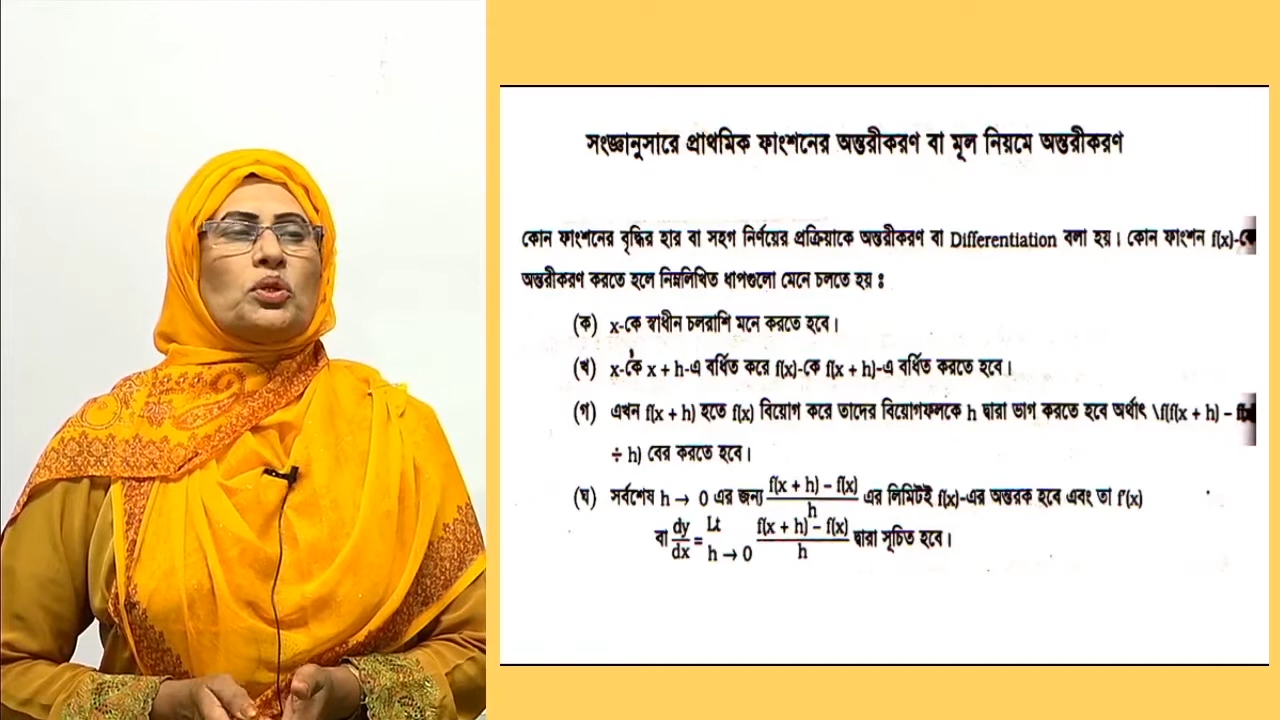 সংজ্ঞানুসারে প্রাথমিক ফাংশনের অন্তরীকরণ বা মূল নিয়মে অন্তরীকরণ
কোন ফাংশনের বৃদ্ধির হার বা সহগ নির্ণয়ের প্রক্রিয়াকে অন্তরীকরণ বা Differentiation বলা হয়। কোন ফাংশন f(x)-কে
অন্তরীকরণ করতে হলে নিম্নলিখিত ধাপগুলো মেনে চলতে হয় ঃ
(ক) x-কে স্বাধীন চলরাশি মনে করতে হবে।
(খ) x-কে x + h-এ বর্ধিত করে f(x)-কে f(x + h)-এ বর্ধিত করতে হবে।
(গ) এখন f(x + h) হতে f(x) বিয়োগ করে তাদের বিয়োগফলকে h দ্বারা ভাগ করতে হবে অর্থাৎ \f(f(x + h) – f(x)
÷ h) বের করতে হবে।
(ঘ) সর্বশেষ h → 0 এর জন্য f(x + h) – f(x) / h এর লিমিটই f(x)-এর অন্তরক হবে এবং তা f'(x)
বা dy/dx = Lt h → 0 f(x + h) – f(x) / h দ্বারা সূচিত হবে।